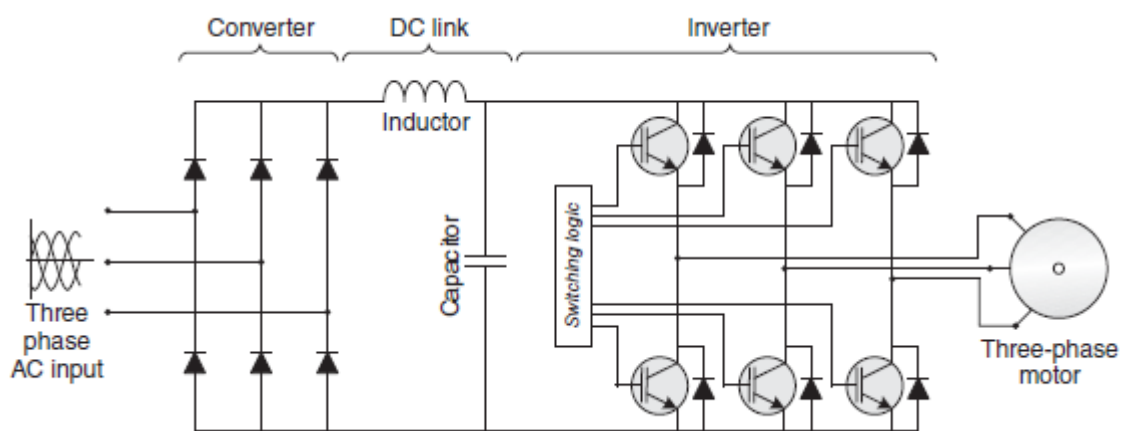 Converter
DC link
Inverter
Inductor
Capacitor
Switching logic
Three
phase
AC input
Three-phase
motor